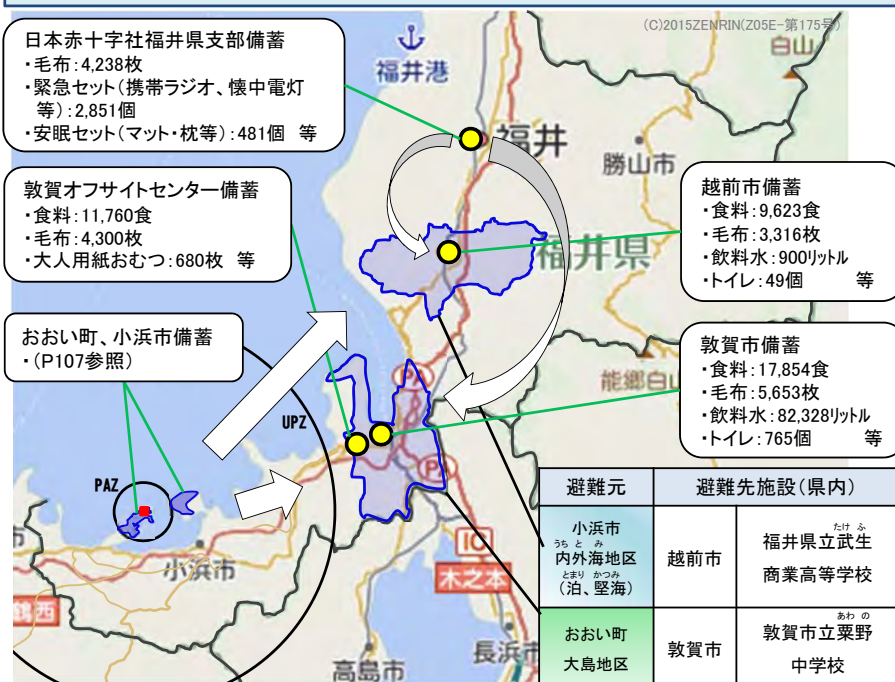 (C)2015ZENRIN(Z05E-第175号)
日本赤十字社福井県支部備蓄
・毛布:4,238枚
・緊急セット(携帯ラジオ、懐中電灯
等):2,851個
・安眠セット(マット・枕等):481個 等
敦賀オフサイトセンター備蓄
・食料:11,760食
・毛布:4,300枚
・大人用紙おむつ:680枚 等
おおい町、小浜市備蓄
・(P107参照)
越前市備蓄
・食料:9,623食
・毛布:3,316枚
・飲料水:900リットル
・トイレ:49個 等
敦賀市備蓄
・食料:17,854食
・毛布:5,653枚
・飲料水:82,328リットル
・トイレ:765個 等
福井港
白山
福井
勝山市
福井県
能郷白山
PA
PA
UPZ
PAZ
小浜市
IC
木之本
鶴西
高島市
長浜市
避難元 避難先施設(県内)
小浜市
うち と み
内外海地区
とまり かつみ
(泊、堅海)
越前市
たけ ふ
福井県立武生
商業高等学校
おおい町
大島地区
敦賀市
あわ の
敦賀市立粟野
中学校